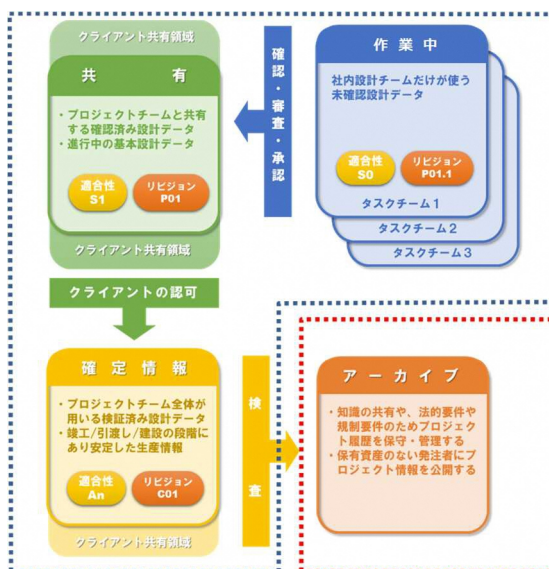 クライアント共有領域
共有
・プロジェクトチームと共有
する確認済み設計データ
・進行中の基本設計データ
適合性
S1
リビジョン
P01
クライアント共有領域
確認・審査・承認
作業中
社内設計チームだけが使う
未確認設計データ
適合性
S0
リビジョン
P01.1
タスクチーム1
タスクチーム2
タスクチーム3
クライアントの認可
確定情報
・プロジェクトチーム全体が
用いる検証済み設計データ
・竣工/引渡し/建設の段階に
あり安定した生産情報
適合性
An
リビジョン
C01
クライアント共有領域
検査
アーカイブ
・知識の共有や、法的要件や
規制要件のためプロジェクト
履歴を保守・管理する
・保有資産のない発注者にプ
ロジェクト情報を公開する